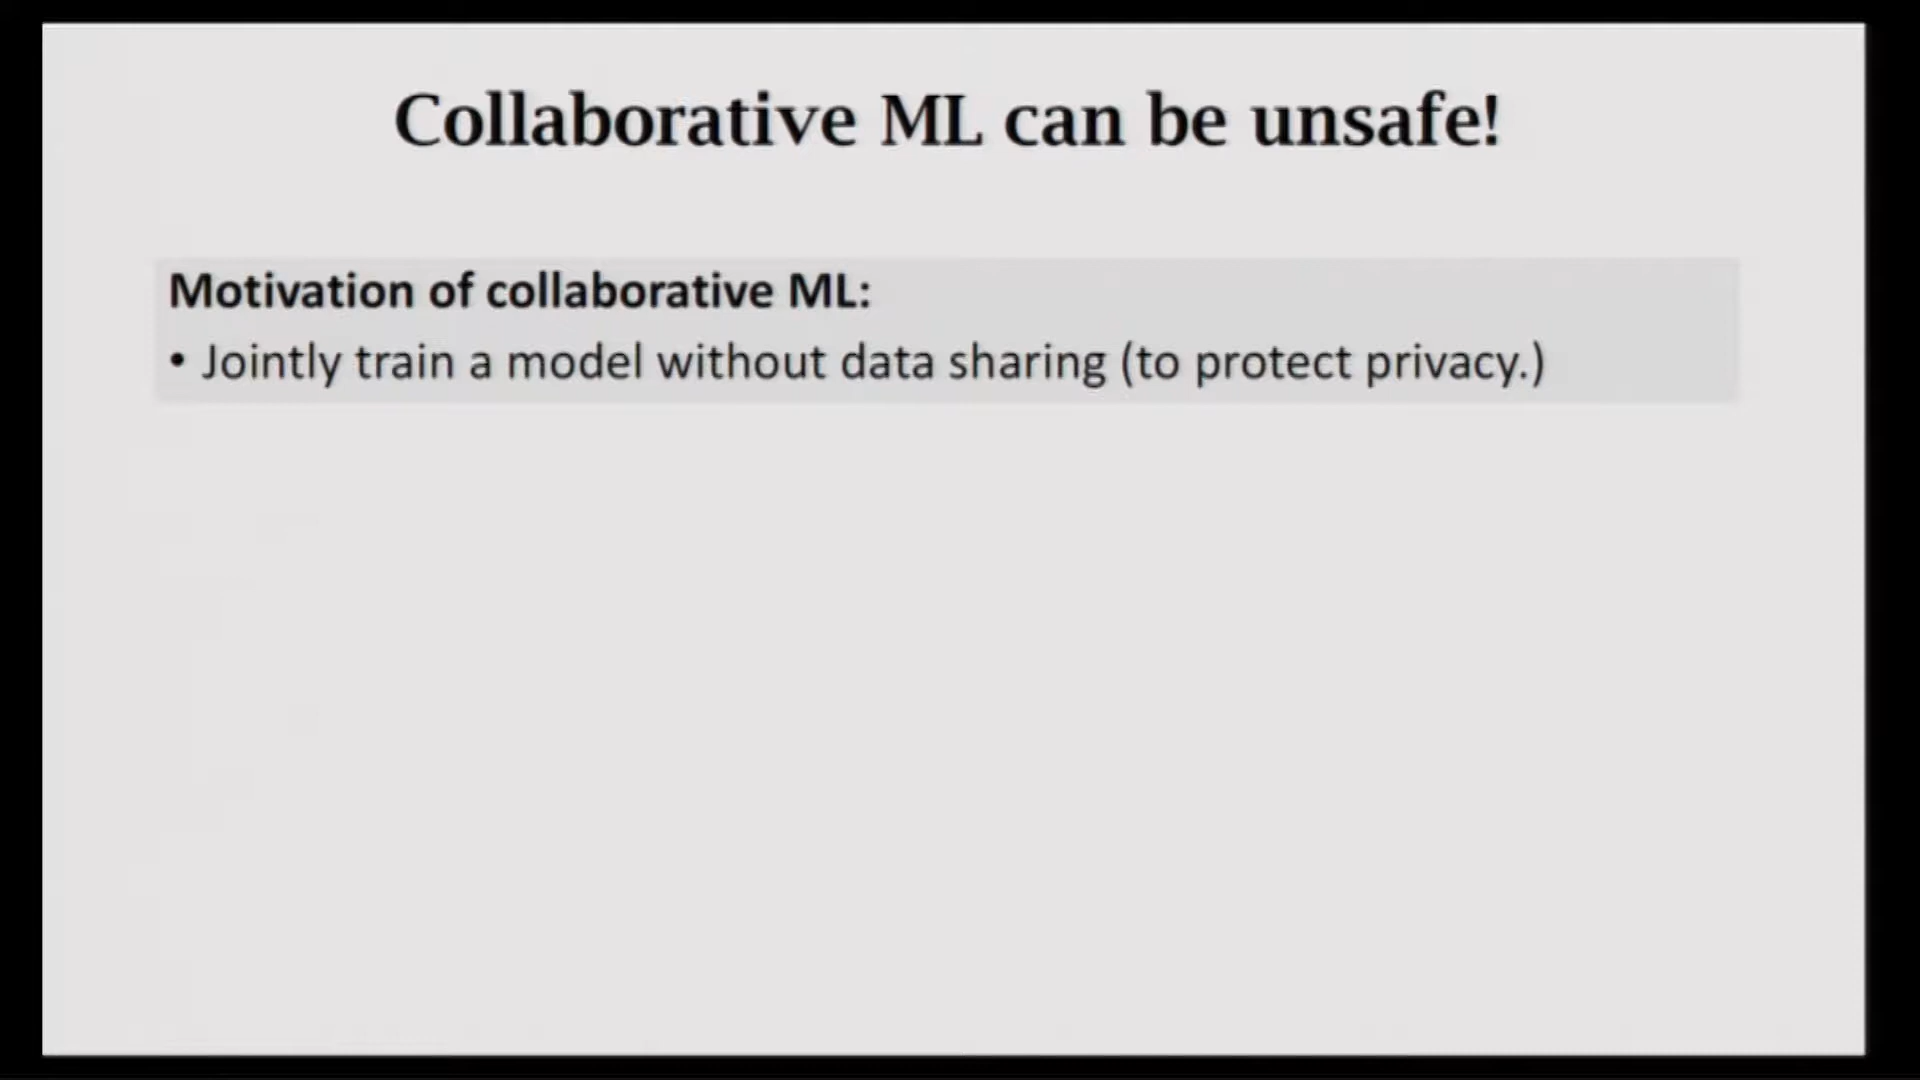 Collaborative ML can be unsafe!
Motivation of collaborative ML:
• Jointly train a model without data sharing (to protect privacy.)